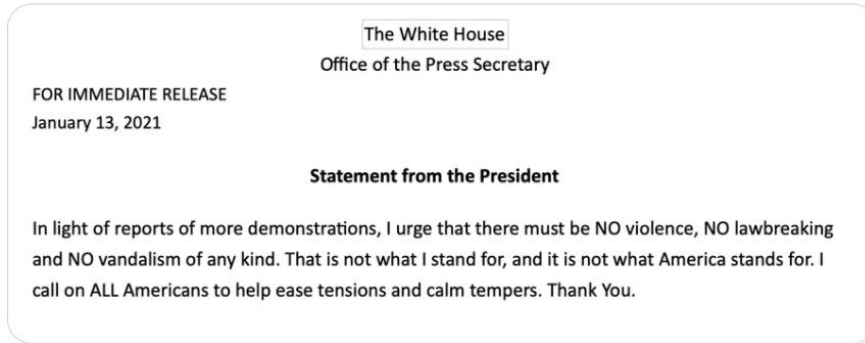 The White House
Office of the Press Secretary
FOR IMMEDIATE RELEASE
January 13, 2021
Statement from the President
In light of reports of more demonstrations, I urge that there must be NO violence, NO lawbreaking
and NO vandalism of any kind. That is not what I stand for, and it is not what America stands for. I
call on ALL Americans to help ease tensions and calm tempers. Thank You.